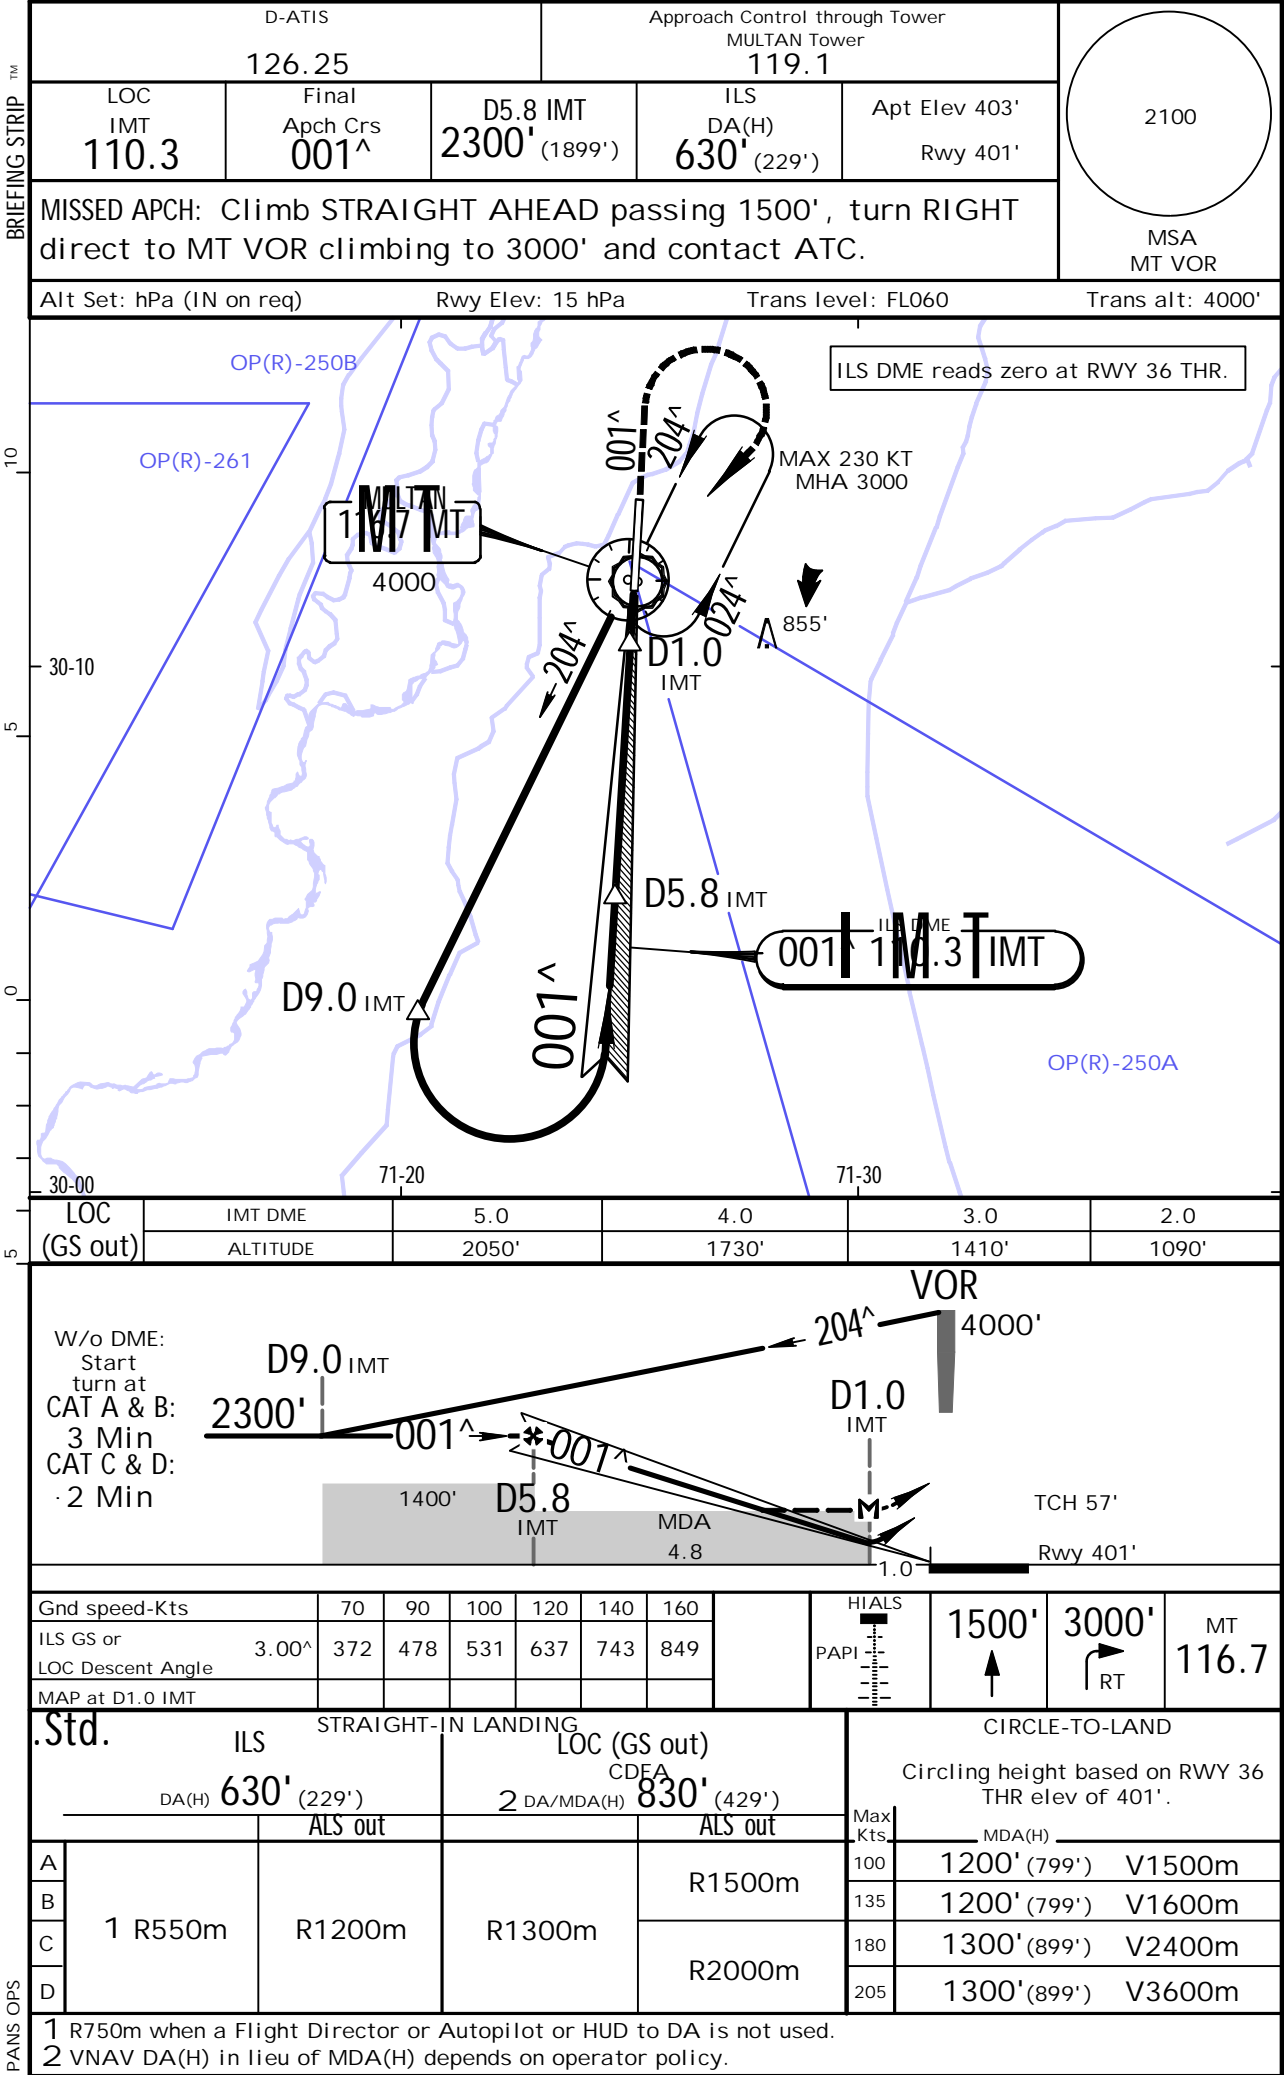 BRIEFING STRIP TM
D-ATIS
126.25
Approach Control through Tower
MULTAN Tower
119.1
LOC
IMT
110.3
Final
Apch Crs
001^
D5.8 IMT
2300' (1899')
ILS
DA(H)
630' (229')
Apt Elev 403'
Rwy 401'
2100
MSA
MT VOR
MISSED APCH: Climb STRAIGHT AHEAD passing 1500', turn RIGHT
direct to MT VOR climbing to 3000' and contact ATC.
Alt Set: hPa (IN on req) Rwy Elev: 15 hPa Trans level: FL060 Trans alt: 4000'
OP(R)-250B
ILS DME reads zero at RWY 36 THR.
OP(R)-261
001^
204^
MAX 230 KT
MHA 3000
MULTAN
116.7 MT
M T
4000
024^
855'
204^
D1.0
IMT
30-10
10
5
0
5
D5.8 IMT
ILS DME
001^ 110.3 IMT
I M T
D9.0 IMT
001^
OP(R)-250A
30-00
71-20
71-30
LOC
(GS out)
IMT DME 5.0 4.0 3.0 2.0
ALTITUDE 2050' 1730' 1410' 1090'
VOR
4000'
204^
W/o DME:
Start
turn at
CAT A & B:
3 Min
CAT C & D:
2 Min
D9.0 IMT
2300'
001^
001^
D1.0
IMT
1400'
D5.8
IMT
MDA
4.8
M
TCH 57'
1.0
Rwy 401'
Gnd speed-Kts 70 90 100 120 140 160
ILS GS or
LOC Descent Angle 3.00^ 372 478 531 637 743 849
MAP at D1.0 IMT
HIALS
PAPI
1500'
3000'
RT
MT
116.7
.Std.
STRAIGHT-IN LANDING
ILS
DA(H) 630' (229')
LOC (GS out)
CDFA
2 DA/MDA(H) 830' (429')
ALS out
ALS out
A
B
C
D
1 R550m
R1200m
R1300m
R1500m
R2000m
CIRCLE-TO-LAND
Circling height based on RWY 36
THR elev of 401'.
Max
Kts
MDA(H)
100 1200' (799') V1500m
135 1200' (799') V1600m
180 1300' (899') V2400m
205 1300' (899') V3600m
PANS OPS
1 R750m when a Flight Director or Autopilot or HUD to DA is not used.
2 VNAV DA(H) in lieu of MDA(H) depends on operator policy.